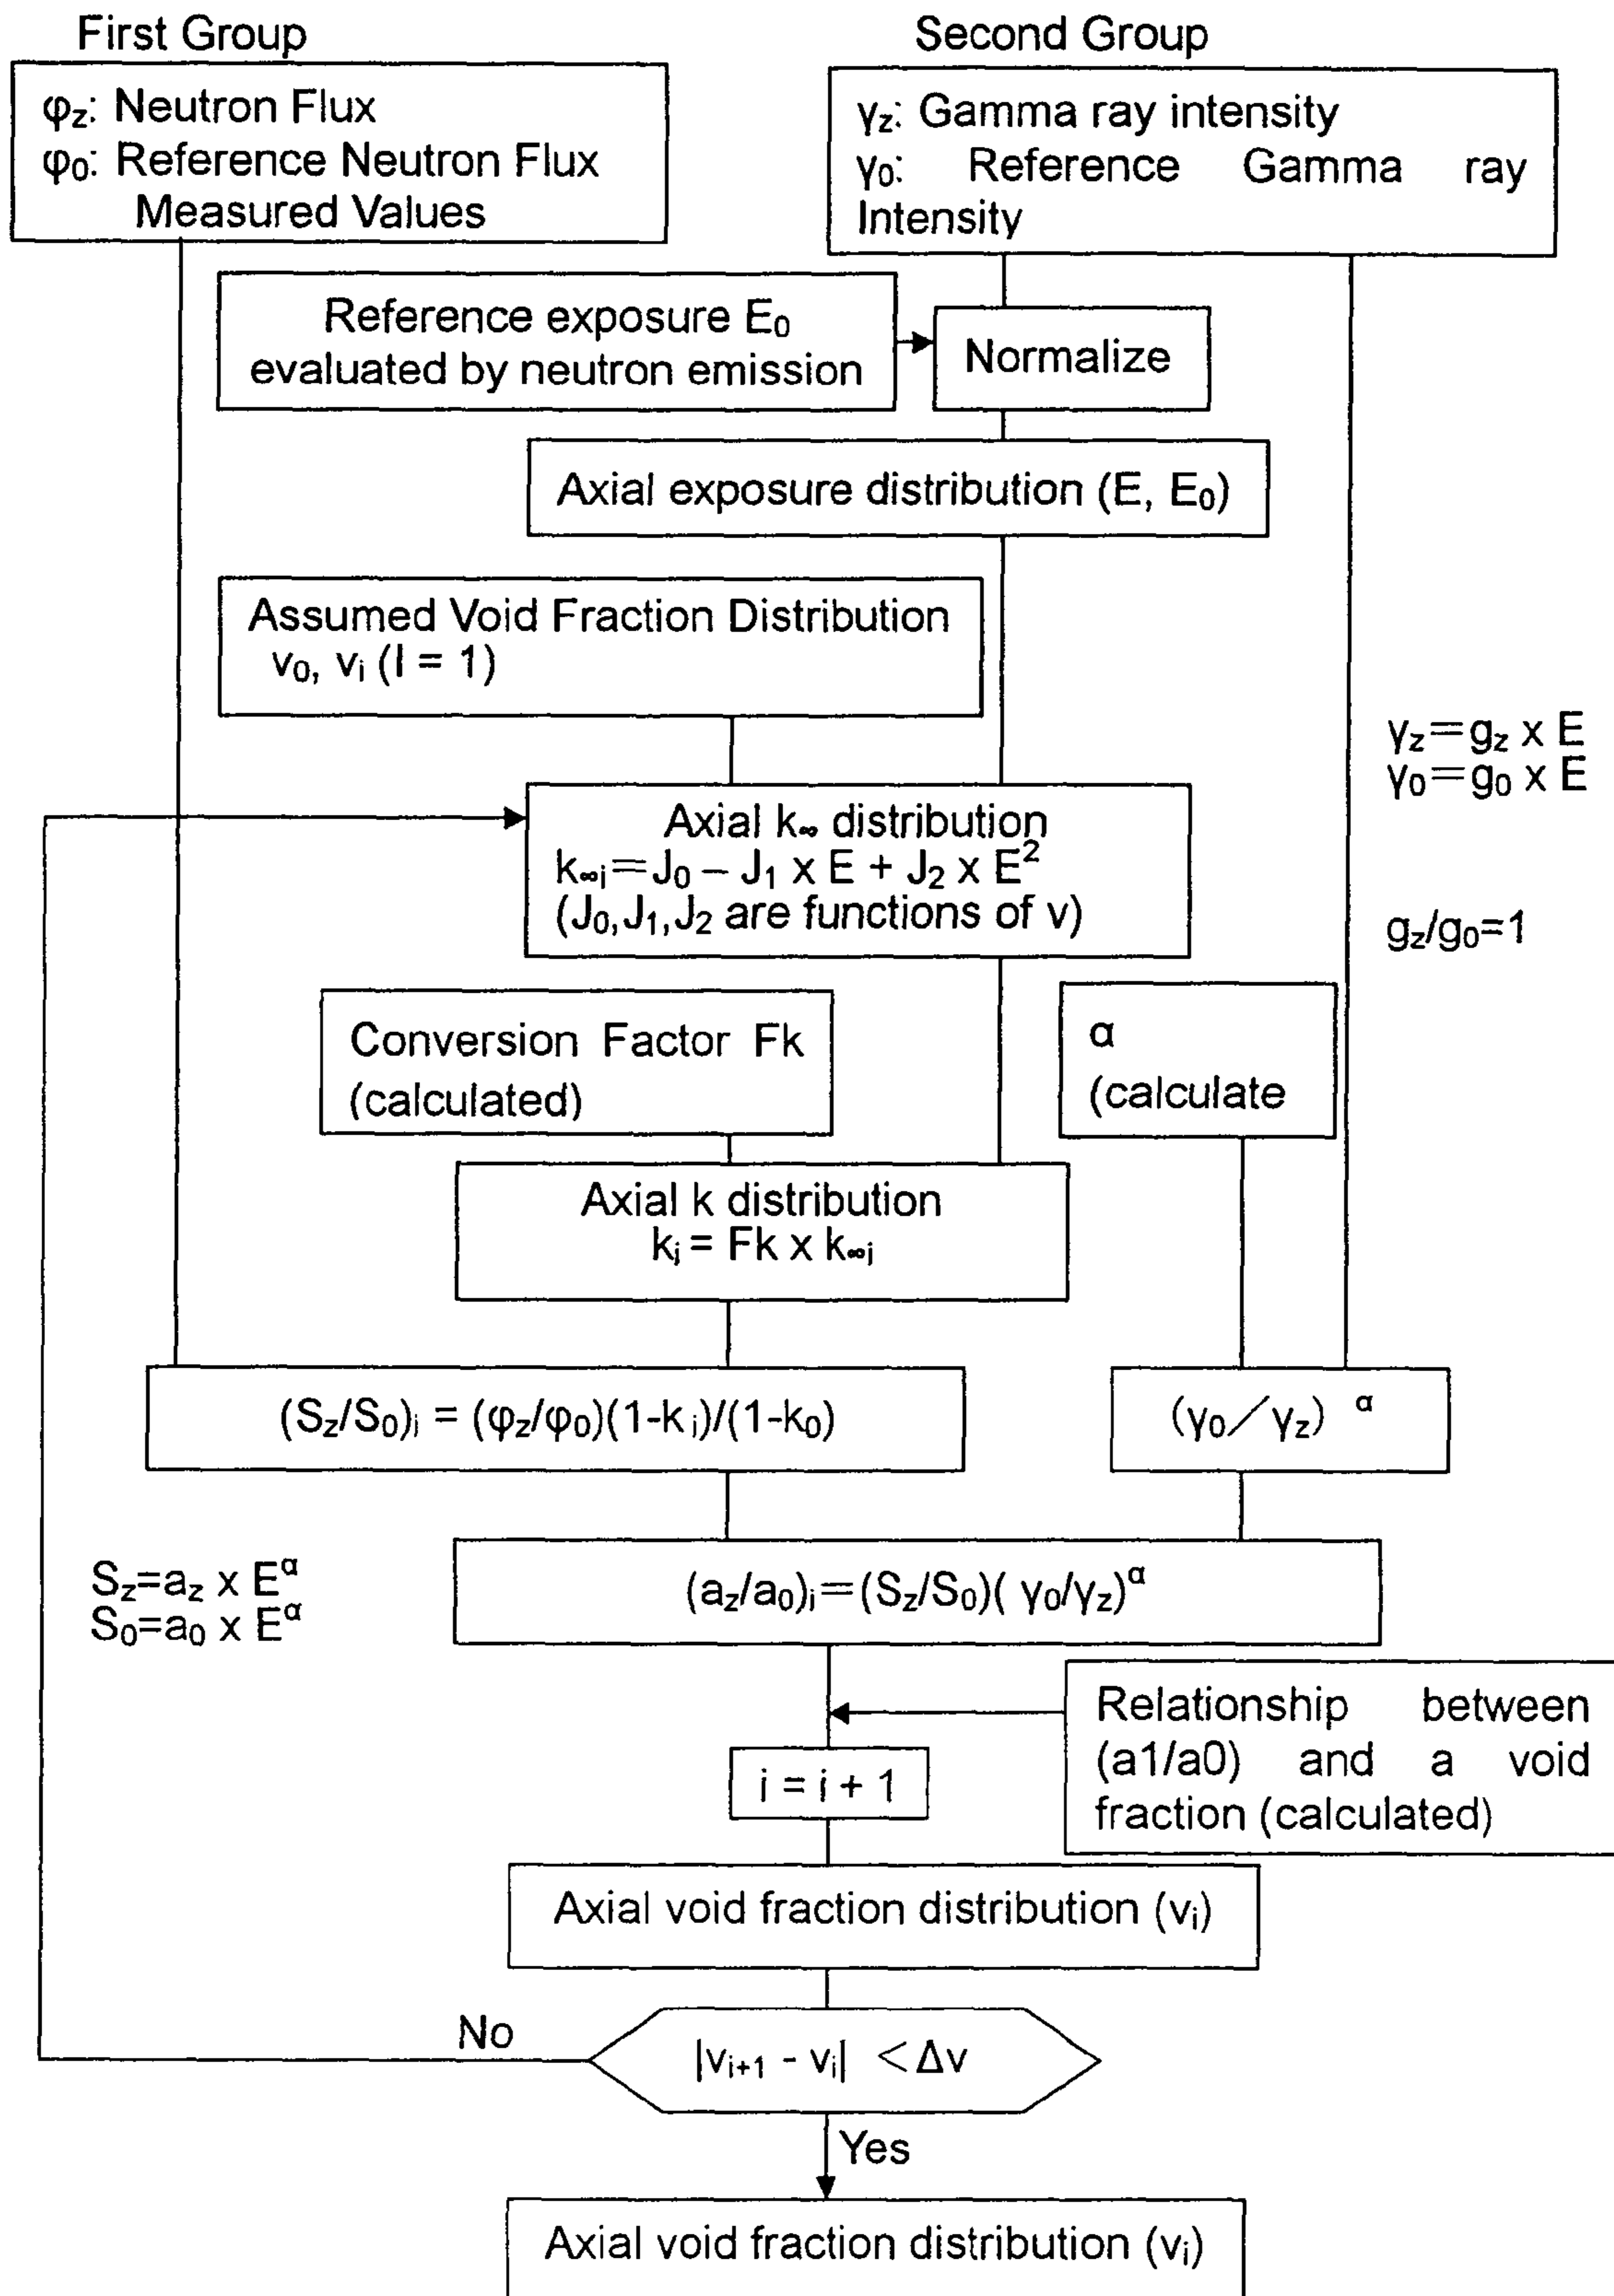 First Group
φz: Neutron Flux
φ0: Reference Neutron Flux
Measured Values
Second Group
γz: Gamma ray intensity
γ0: Reference Gamma ray
Intensity
Reference exposure E0
evaluated by neutron emission
Normalize
Axial exposure distribution (E, E0)
Assumed Void Fraction Distribution
v0, vi (I = 1)
γz=gz x E
γ0=g0 x E
Axial k∞ distribution
k∞i=J0 – J1 x E + J2 x E²
(J0,J1,J2 are functions of v)
gz/g0=1
Conversion Factor Fk
(calculated)
α
(calculate
Axial k distribution
ki = Fk x k∞i
(Sz/S0)i = (φz/φ0)(1-ki)/(1-k0)
(γ0/γz) α
Sz=az x Eα
S0=a0 x Eα
(az/a0)i=(Sz/S0)( γ0/γz)α
Relationship between
(a1/a0) and a void
fraction (calculated)
i = i + 1
Axial void fraction distribution (vi)
No
|vi+1 - vi| <Δv
Yes
Axial void fraction distribution (vi)